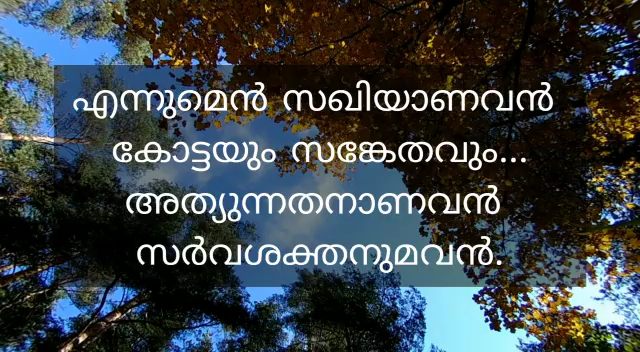 എന്നുമെൻ സഖിയാണവൻ
കോട്ടയും സങ്കേതവും...
അത്യുന്നതനാണവൻ
സർവശക്തനുമവൻ.